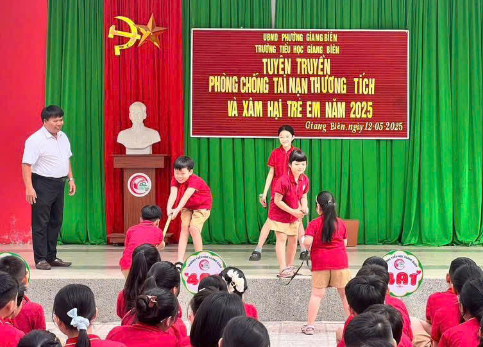 UBND PHƯỜNG GIANG BIÊN
TRƯỜNG TIỂU HỌC GIANG BIÊN
TUYÊN TRUYỀN
PHÒNG CHỐNG TAI NẠN THƯƠNG TÍCH
VÀ XÂM HẠI TRẺ EM NĂM 2025
Giang Biên, ngày 12-05-2025
4A1